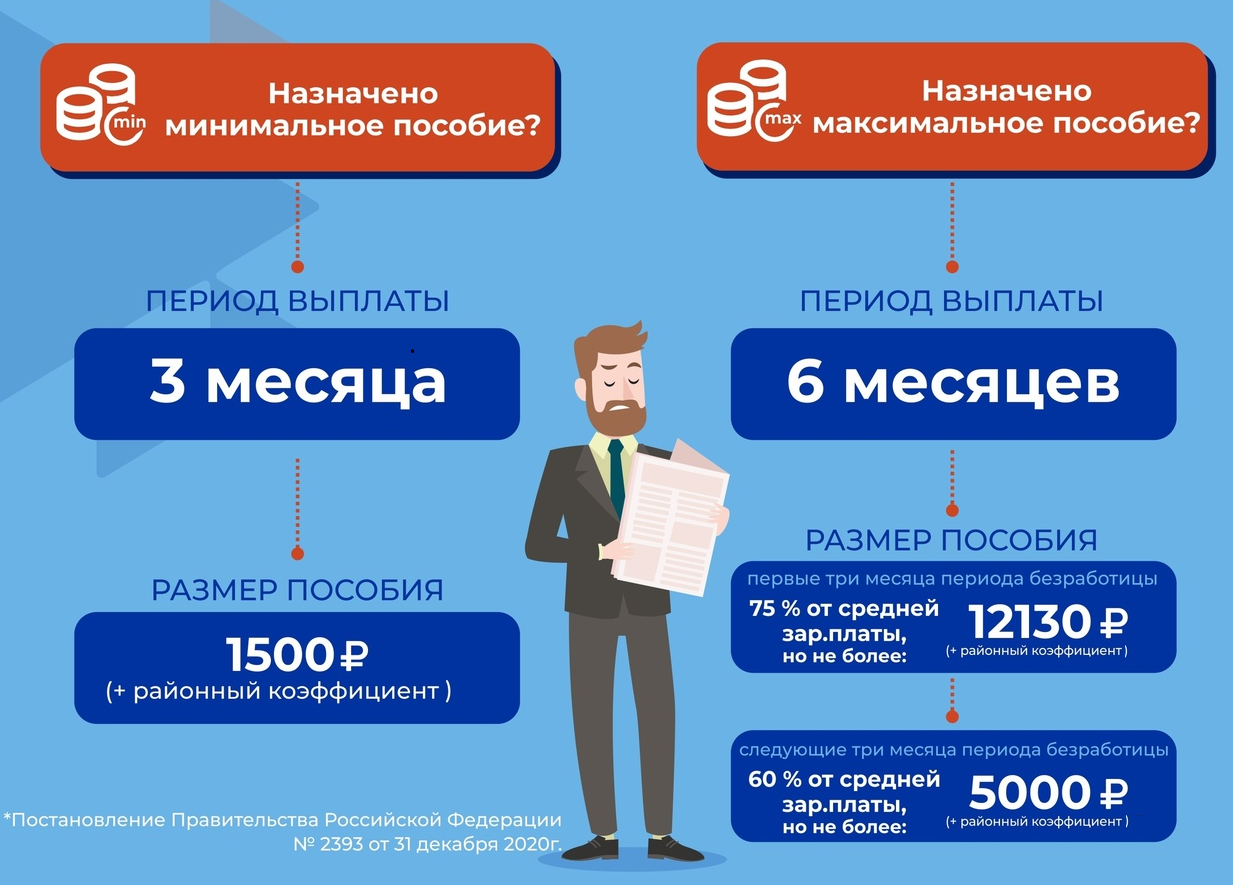 min
Назначено
минимальное пособие?
ПЕРИОД ВЫПЛАТЫ
3 месяца
РАЗМЕР ПОСОБИЯ
1500 ₽
(+ районный коэффициент )
*Постановление Правительства Российской Федерации
№ 2393 от 31 декабря 2020г.
max
Назначено
максимальное пособие?
ПЕРИОД ВЫПЛАТЫ
6 месяцев
РАЗМЕР ПОСОБИЯ
первые три месяца периода безработицы
75 % от средней
зар.платы,
но не более:
12130 ₽
(+ районный коэффициент )
следующие три месяца периода безработицы
60 % от средней
зар.платы,
но не более:
5000 ₽
(+ районный коэффициент )